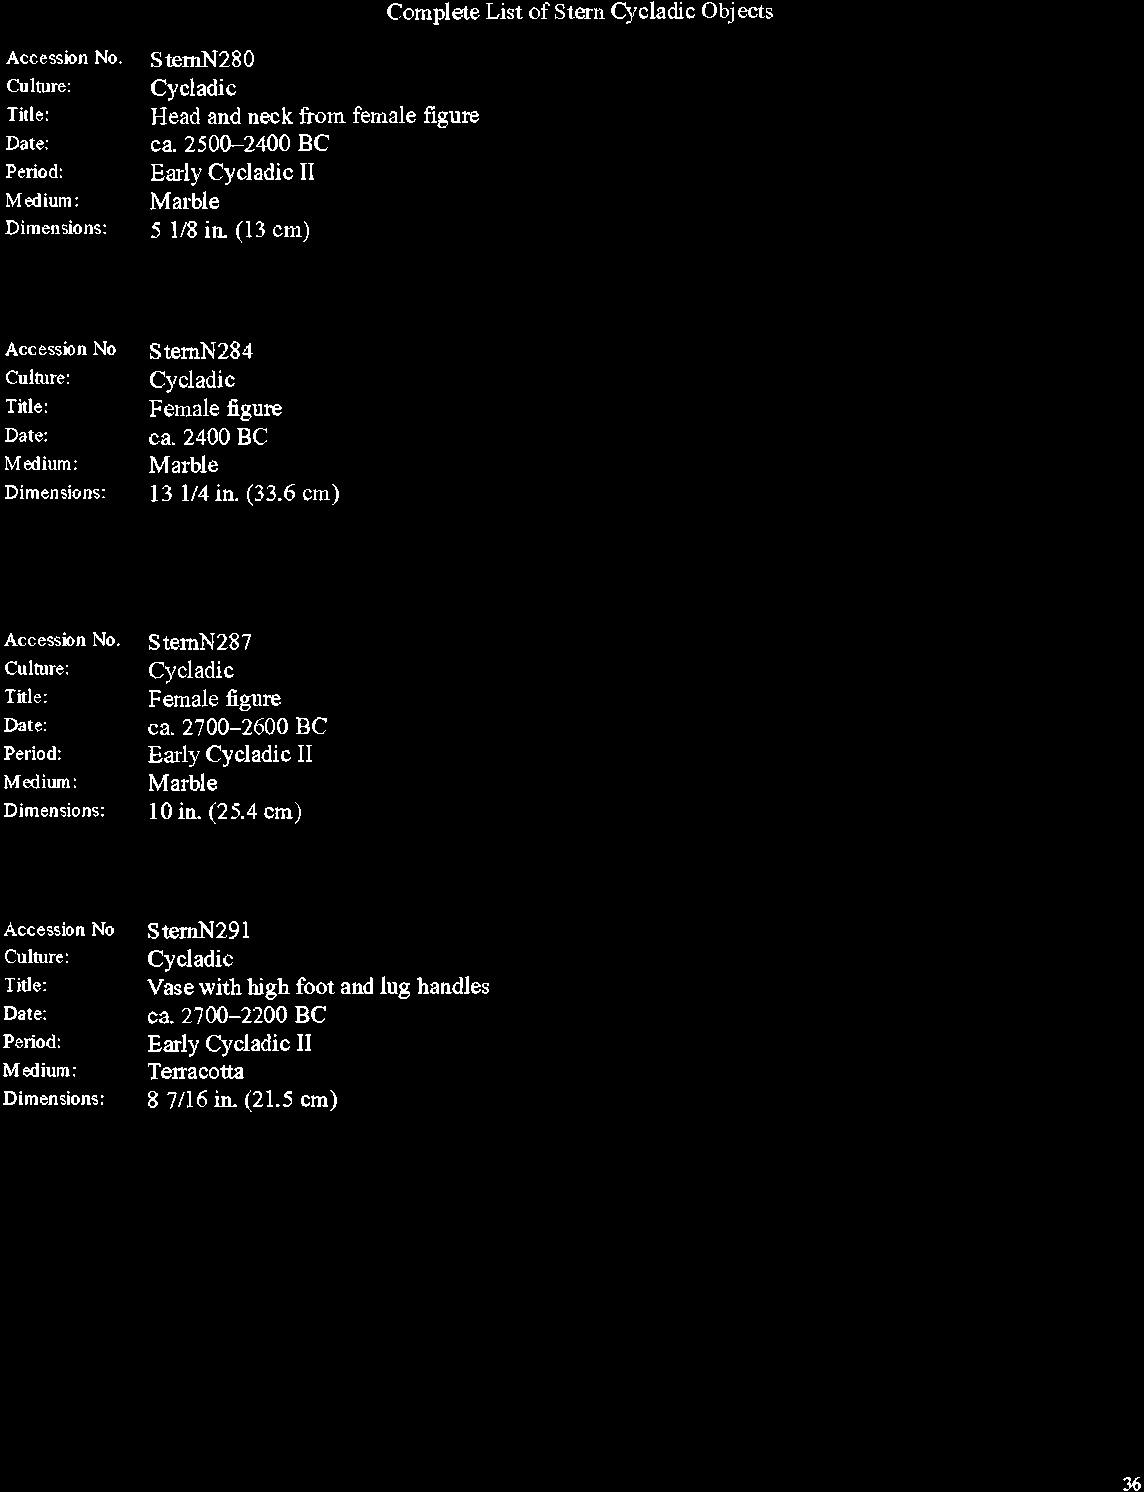 Complete List of Stern Cycladic Objects
Accession No. SternN280
Culture: Cycladic
Title: Head and neck from female figure
Date: ca. 2500–2400 BC
Period: Early Cycladic II
Medium: Marble
Dimensions: 5 1/8 in. (13 cm)
Accession No SternN284
Culture: Cycladic
Title: Female figure
Date: ca. 2400 BC
Medium: Marble
Dimensions: 13 1/4 in. (33.6 cm)
Accession No. SternN287
Culture: Cycladic
Title: Female figure
Date: ca. 2700–2600 BC
Period: Early Cycladic II
Medium: Marble
Dimensions: 10 in. (25.4 cm)
Accession No SternN291
Culture: Cycladic
Title: Vase with high foot and lug handles
Date: ca. 2700–2200 BC
Period: Early Cycladic II
Medium: Terracotta
Dimensions: 8 7/16 in. (21.5 cm)
36